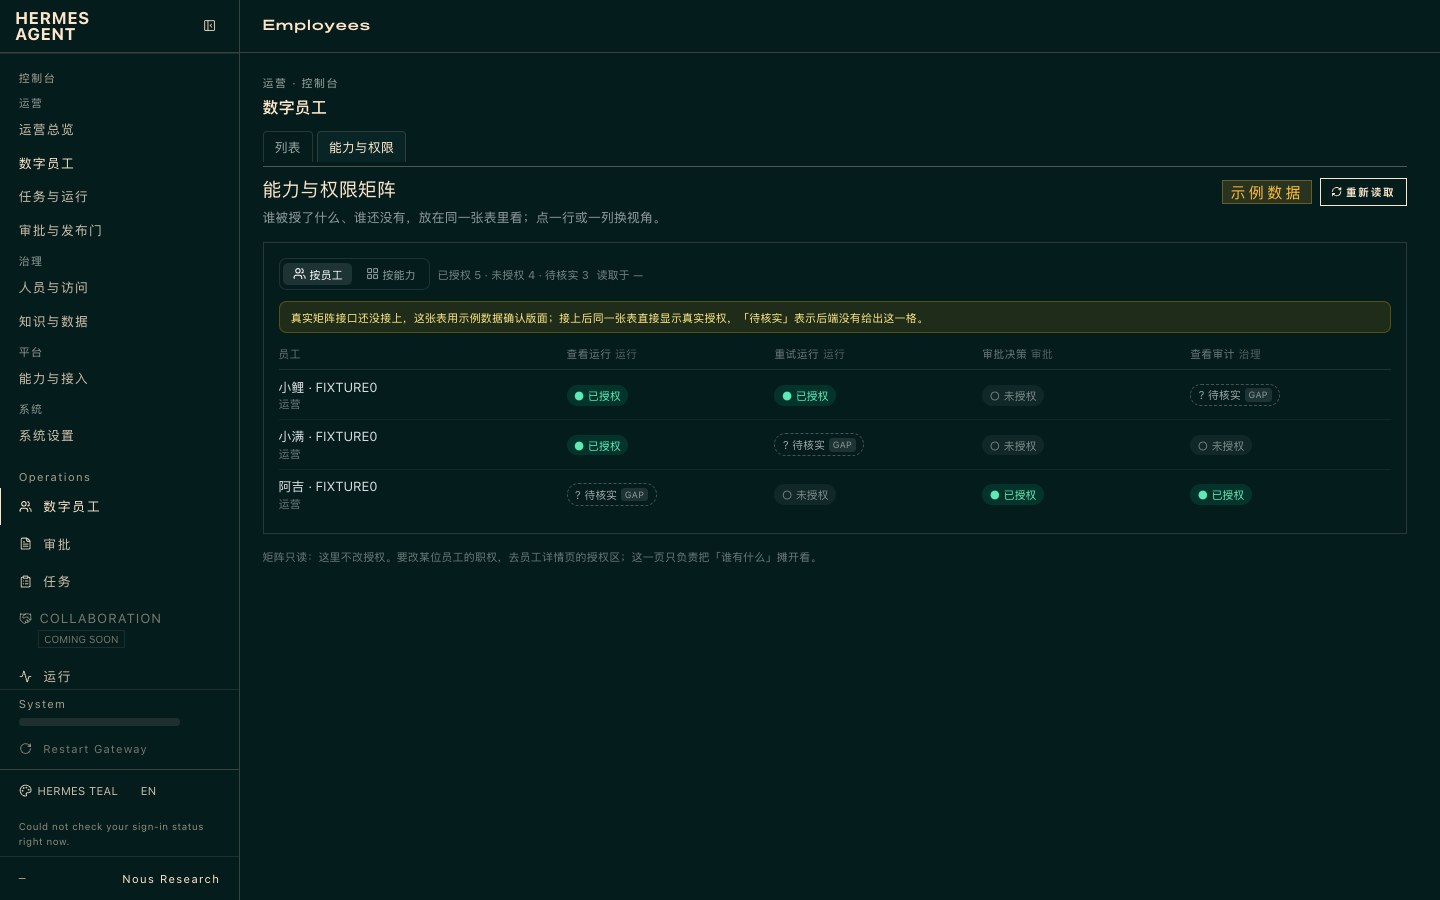 HERMES
AGENT
控制台
运营
运营总览
数字员工
任务与运行
审批与发布门
治理
人员与访问
知识与数据
平台
能力与接入
系统
系统设置
Operations
数字员工
审批
任务
COLLABORATION
COMING SOON
运行
System
Restart Gateway
HERMES TEAL EN
Could not check your sign-in status
right now.
— Nous Research
Employees
运营 · 控制台
数字员工
列表 能力与权限
能力与权限矩阵
示例数据 重新读取
谁被授了什么、谁还没有，放在同一张表里看；点一行或一列换视角。
按员工 按能力 已授权 5 · 未授权 4 · 待核实 3 读取于 —
真实矩阵接口还没接上，这张表用示例数据确认版面；接上后同一张表直接显示真实授权，「待核实」表示后端没有给出这一格。
员工 查看运行 运行 重试运行 运行 审批决策 审批 查看审计 治理
小鲤 · FIXTURE0 已授权 已授权 未授权 ? 待核实 GAP
运营
小满 · FIXTURE0 已授权 ? 待核实 GAP 未授权 未授权
运营
阿吉 · FIXTURE0 ? 待核实 GAP 未授权 已授权 已授权
运营
矩阵只读：这里不改授权。要改某位员工的职权，去员工详情页的授权区；这一页只负责把「谁有什么」摊开看。